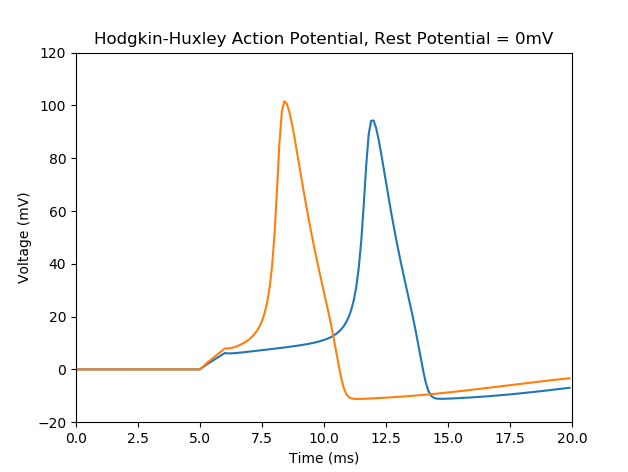 Hodgkin-Huxley Action Potential, Rest Potential = 0mV
120
100
80
60
40
20
0
−20
Voltage (mV)
0.0 2.5 5.0 7.5 10.0 12.5 15.0 17.5 20.0
Time (ms)